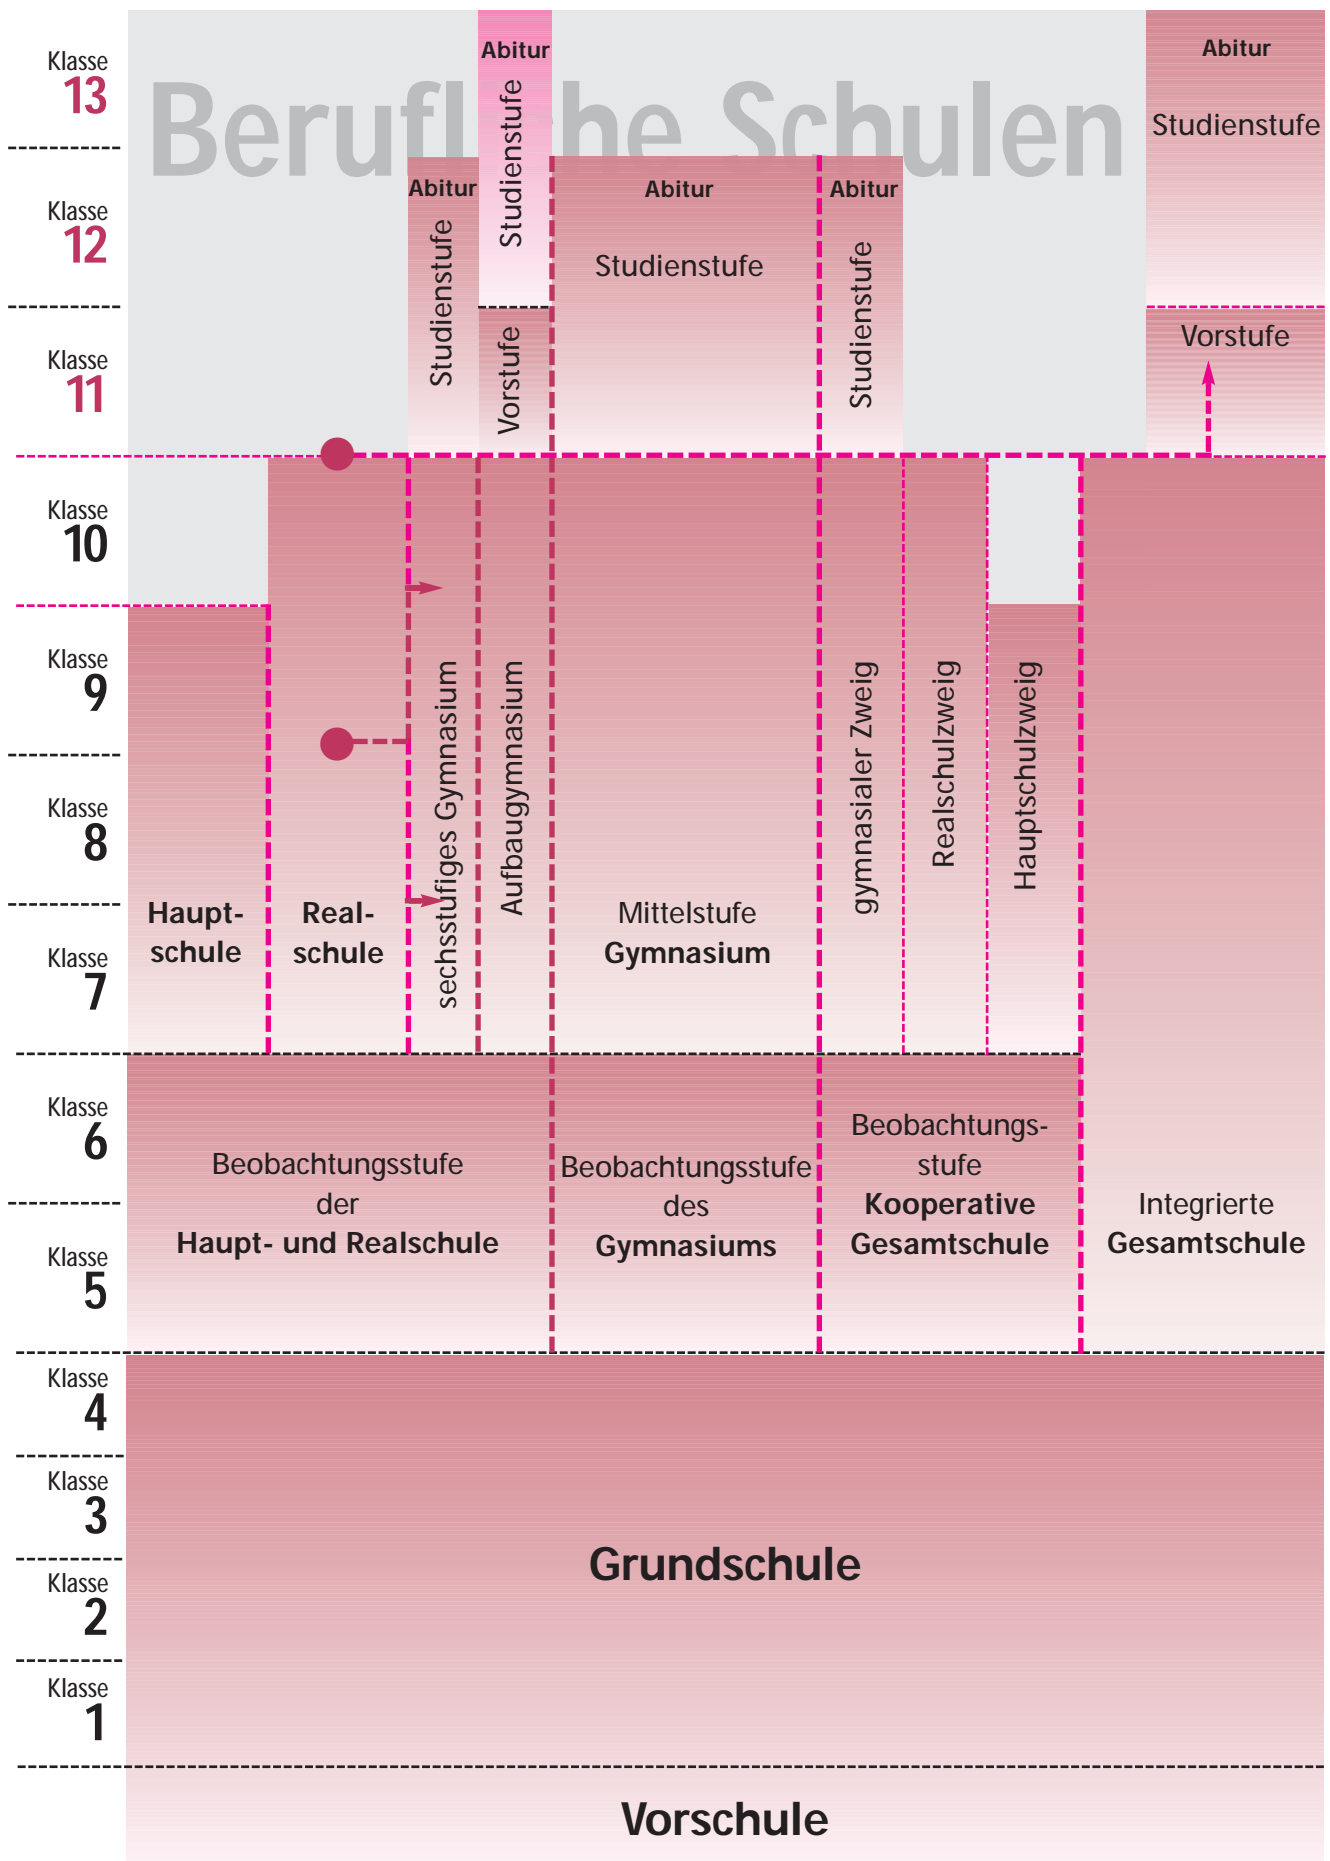 Klasse
13
Berufliche Schulen
Abitur
Studienstufe
Abitur
Studienstufe
Klasse
12
Abitur
Studienstufe
Abitur
Studienstufe
Abitur
Studienstufe
Klasse
11
Vorstufe
Vorstufe
Klasse
10
Klasse
9
Klasse
8
Klasse
7
Haupt-
schule
Real-
schule
sechsstufiges Gymnasium
Aufbaugymnasium
Mittelstufe
Gymnasium
gymnasialer Zweig
Realschulzweig
Hauptschulzweig
Klasse
6
Klasse
5
Beobachtungsstufe
der
Haupt- und Realschule
Beobachtungsstufe
des
Gymnasiums
Beobachtungs-
stufe
Kooperative
Gesamtschule
Integrierte
Gesamtschule
Klasse
4
Klasse
3
Klasse
2
Klasse
1
Grundschule
Vorschule